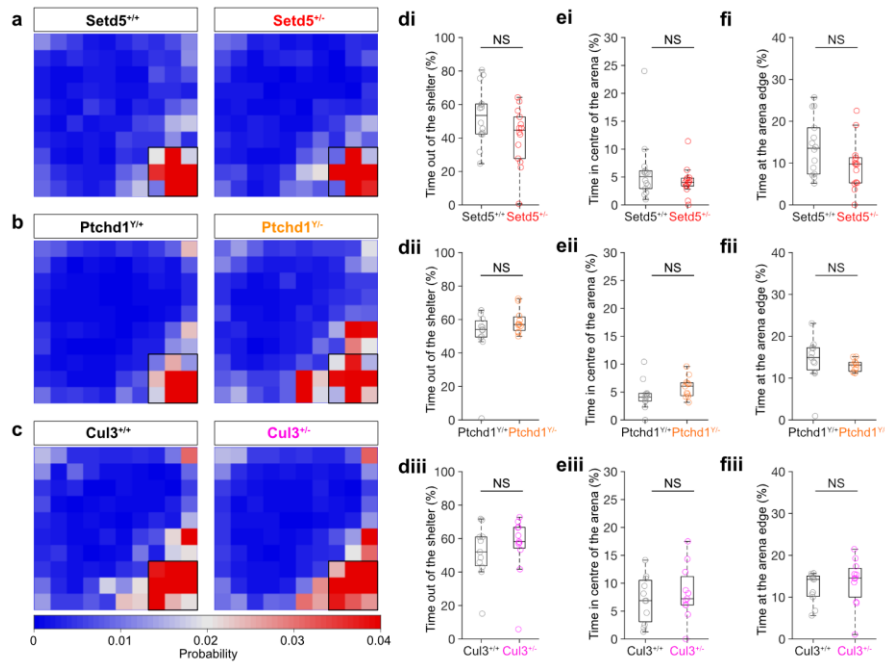 a
Setd5+/+
Setd5+/-
b
PtchdlY/+
Ptchd1Y/-
c
Cul3+/+
Cul3+/-
0
0.01
0.02
0.03
0.04
Probability
di
NS
Time out of the shelter (%)
100
80
60
40
20
0
Setd5+/+
Setd5+/-
ei
NS
Time in centre of the arena (%)
30
25
20
15
10
5
0
Setd5+/+
Setd5+/-
fi
NS
Time at the arena edge (%)
40
30
20
10
0
Setd5+/+
Setd5+/-
dii
NS
Time out of the shelter (%)
100
80
60
40
20
0
Ptchd1Y/+
Ptchd1Y/-
eii
NS
Time in centre of the arena (%)
30
25
20
15
10
5
0
Ptchd1Y/+
Ptchd1Y/-
fii
NS
Time at the arena edge (%)
40
30
20
10
0
Ptchd1Y/+
Ptchd1Y/-
diii
NS
Time out of the shelter (%)
100
80
60
40
20
0
Cul3+/+
Cul3+/-
eiii
NS
Time in centre of the arena (%)
30
25
20
15
10
5
0
Cul3+/+
Cul3+/-
fiii
NS
Time at the arena edge (%)
40
30
20
10
0
Cul3+/+
Cul3+/-